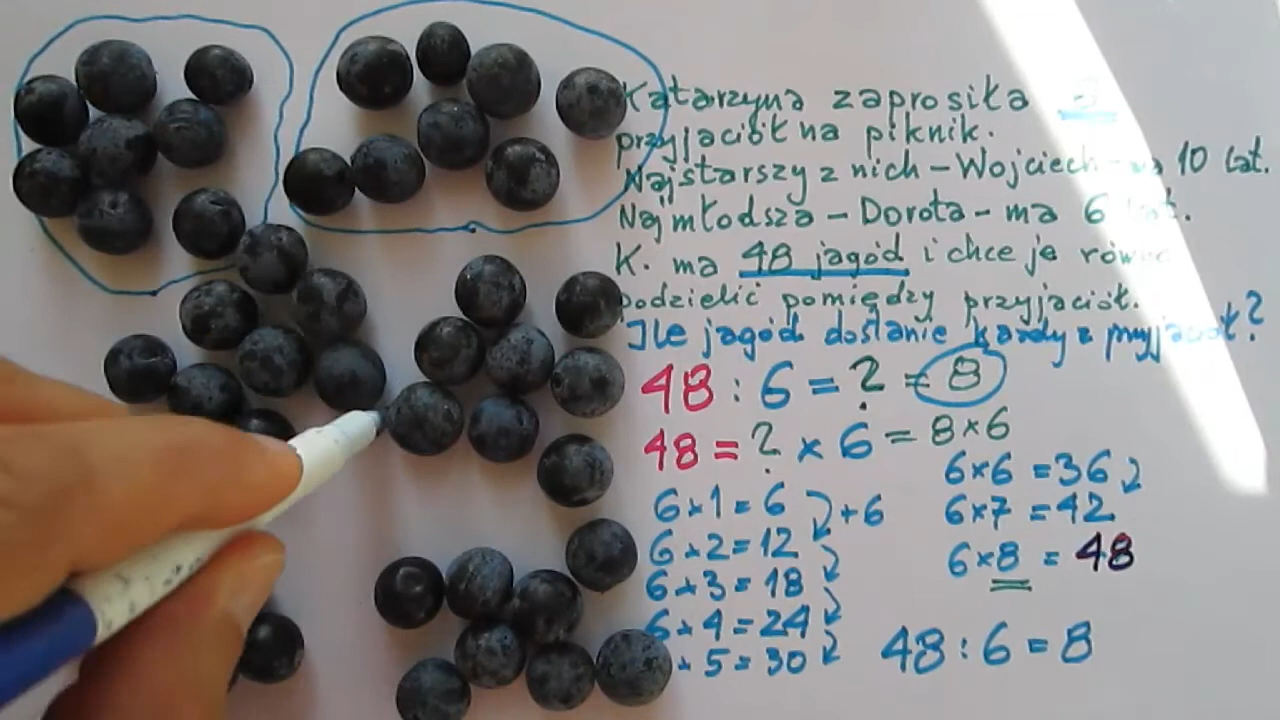 Katarzyna zaprosiła
przyjaciół na piknik.
Najstarszy z nich - Wojciech - 10 lat.
Najmłodsza - Dorota - ma 6 lat.
K. ma 48 jagód i chce je
podzielić pomiędzy przyjaciół.
Ile jagód dostanie każdy z przyjaciół?
48 : 6 = ? = 8
48 = ? × 6 = 8×6
6×1=6 +6
6×2=12
6×3=18
6×4=24
×5=30
6×6=36
6×7=42
6×8=48
48:6=8